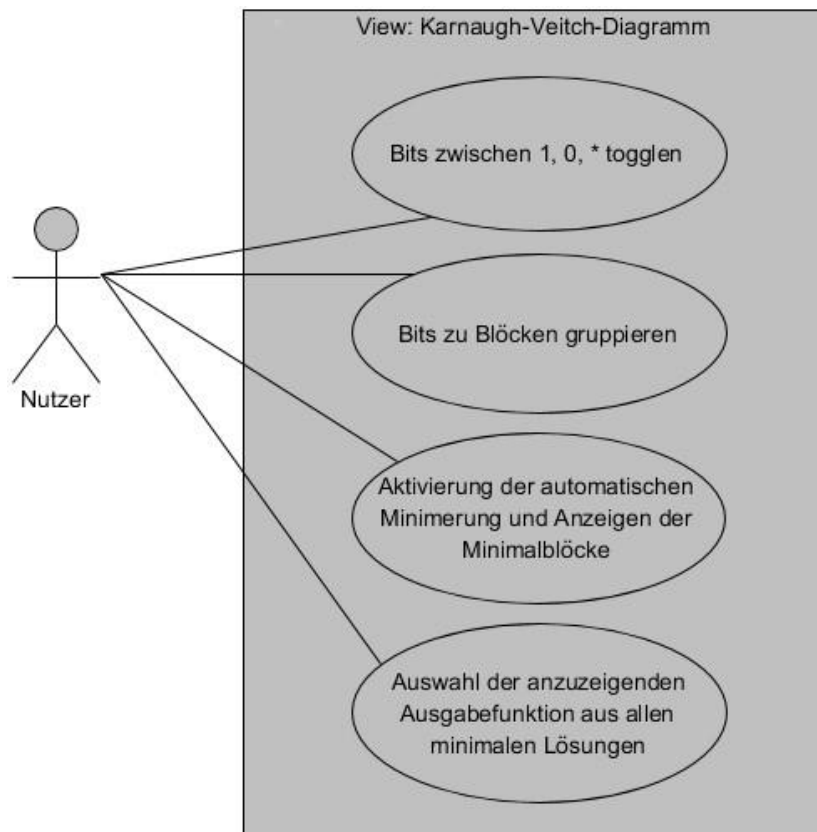 View: Karnaugh-Veitch-Diagramm
Bits zwischen 1, 0, * togglen
Bits zu Blöcken gruppieren
Nutzer
Aktivierung der automatischen
Minimerung und Anzeigen der
Minimalblöcke
Auswahl der anzuzeigenden
Ausgabefunktion aus allen
minimalen Lösungen